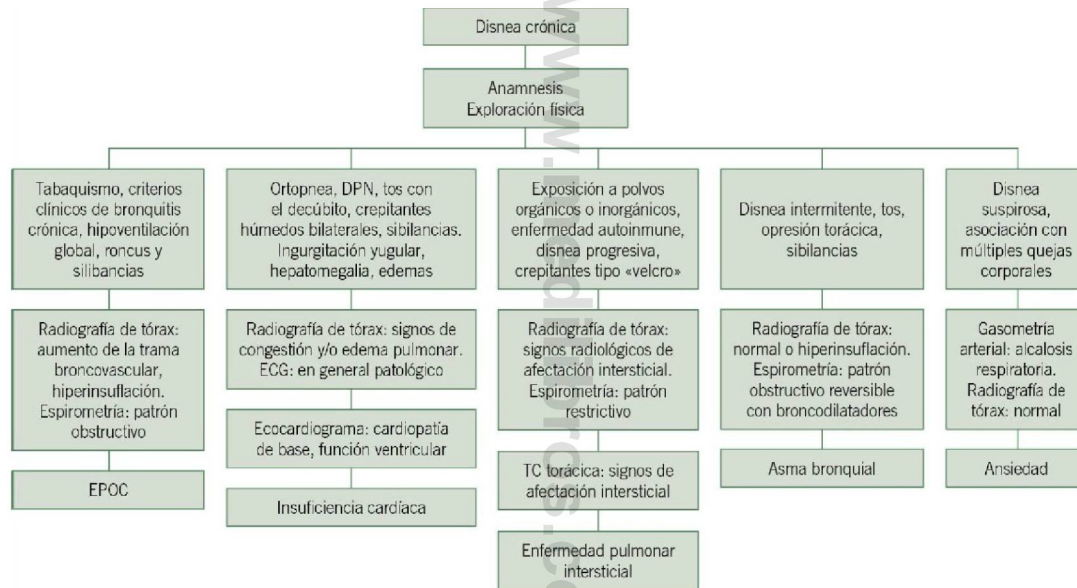 Disnea crónica
Anamnesis
Exploración física
Tabaquismo, criterios
clínicos de bronquitis
crónica, hipoventilación
global, roncus y
silibancias
Ortopnea, DPN, tos con
el decúbito, crepitantes
húmedos bilaterales, sibilancias.
Ingurgitación yugular,
hepatomegalia, edemas
Exposición a polvos
orgánicos o inorgánicos,
enfermedad autoinmune,
disnea progresiva,
crepitantes tipo «velcro»
Disnea intermitente, tos,
opresión torácica,
sibilancias
Disnea
suspirosa,
asociación con
múltiples quejas
corporales
Radiografía de tórax:
aumento de la trama
broncovascular,
hiperinsuflación.
Espirometría: patrón
obstructivo
Radiografía de tórax: signos de
congestión y/o edema pulmonar.
ECG: en general patológico
Radiografía de tórax:
signos radiológicos de
afectación intersticial.
Espirometría: patrón
restrictivo
Radiografía de tórax:
normal o hiperinsuflación.
Espirometría: patrón
obstructivo reversible
con broncodilatadores
Gasometría
arterial: alcalosis
respiratoria.
Radiografía de
tórax: normal
Ecocardiograma: cardiopatía
de base, función ventricular
TC torácica: signos de
afectación intersticial
EPOC
Insuficiencia cardíaca
Enfermedad pulmonar
intersticial
Asma bronquial
Ansiedad
www.medilibros.c